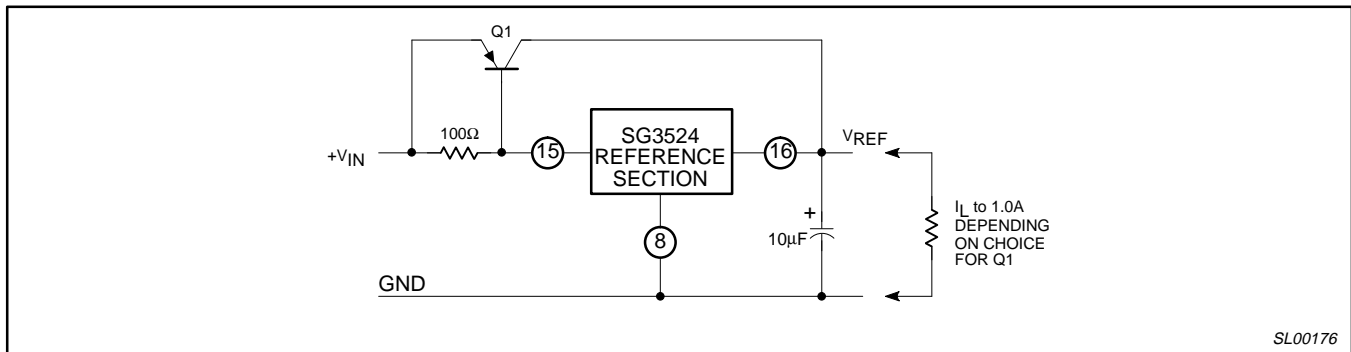 Q1
100Ω
+VIN
15
SG3524
REFERENCE
SECTION
16
VREF
+
10µF
IL to 1.0A
DEPENDING
ON CHOICE
FOR Q1
8
GND
SL00176